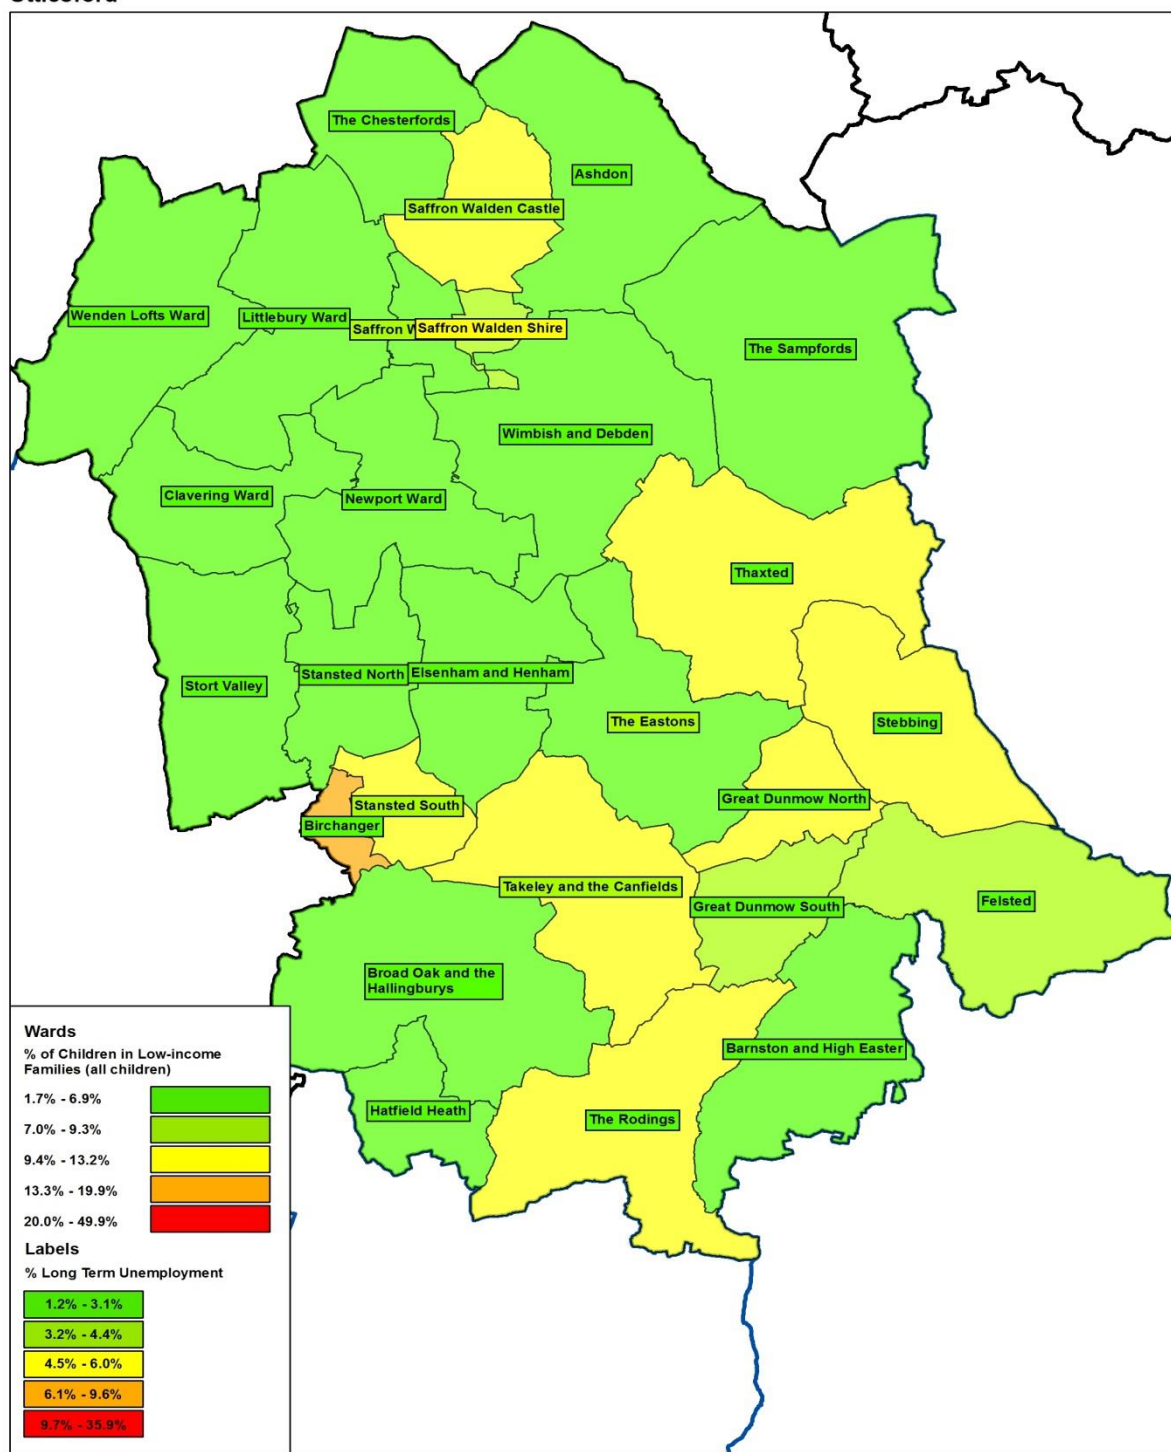 The Chesterfords
Ashdon
Saffron Walden Castle
Wenden Lofts Ward
Littlebury Ward
Saffron W
Saffron Walden Shire
The Sampfords
Wimbish and Debden
Clavering Ward
Newport Ward
Thaxted
Stort Valley
Stansted North
Elsenham and Henham
The Eastons
Stebbing
Stansted South
Great Dunmow North
Birchanger
Takeley and the Canfields
Great Dunmow South
Felsted
Broad Oak and the
Hallingburys
Barnston and High Easter
Hatfield Heath
The Rodings
Wards
% of Children in Low-income
Families (all children)
1.7% - 6.9%
7.0% - 9.3%
9.4% - 13.2%
13.3% - 19.9%
20.0% - 49.9%
Labels
% Long Term Unemployment
1.2% - 3.1%
3.2% - 4.4%
4.5% - 6.0%
6.1% - 9.6%
9.7% - 35.9%